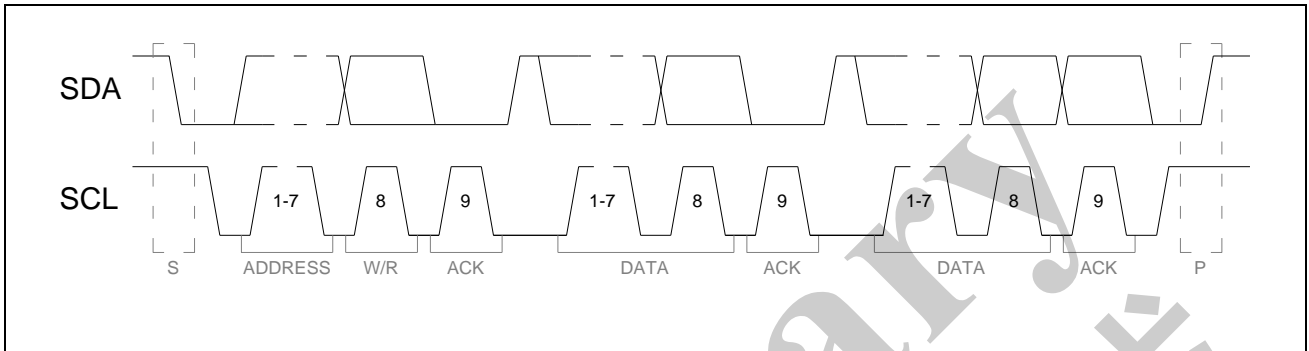 SDA
SCL
1-7 8 9 1-7 8 9 1-7 8 9
S ADDRESS W/R ACK DATA ACK DATA ACK P